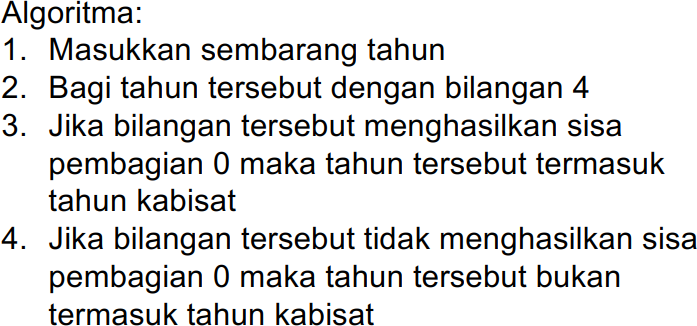 Algoritma:
1. Masukkan sembarang tahun
2. Bagi tahun tersebut dengan bilangan 4
3. Jika bilangan tersebut menghasilkan sisa
pembagian 0 maka tahun tersebut termasuk
tahun kabisat
4. Jika bilangan tersebut tidak menghasilkan sisa
pembagian 0 maka tahun tersebut bukan
termasuk tahun kabisat